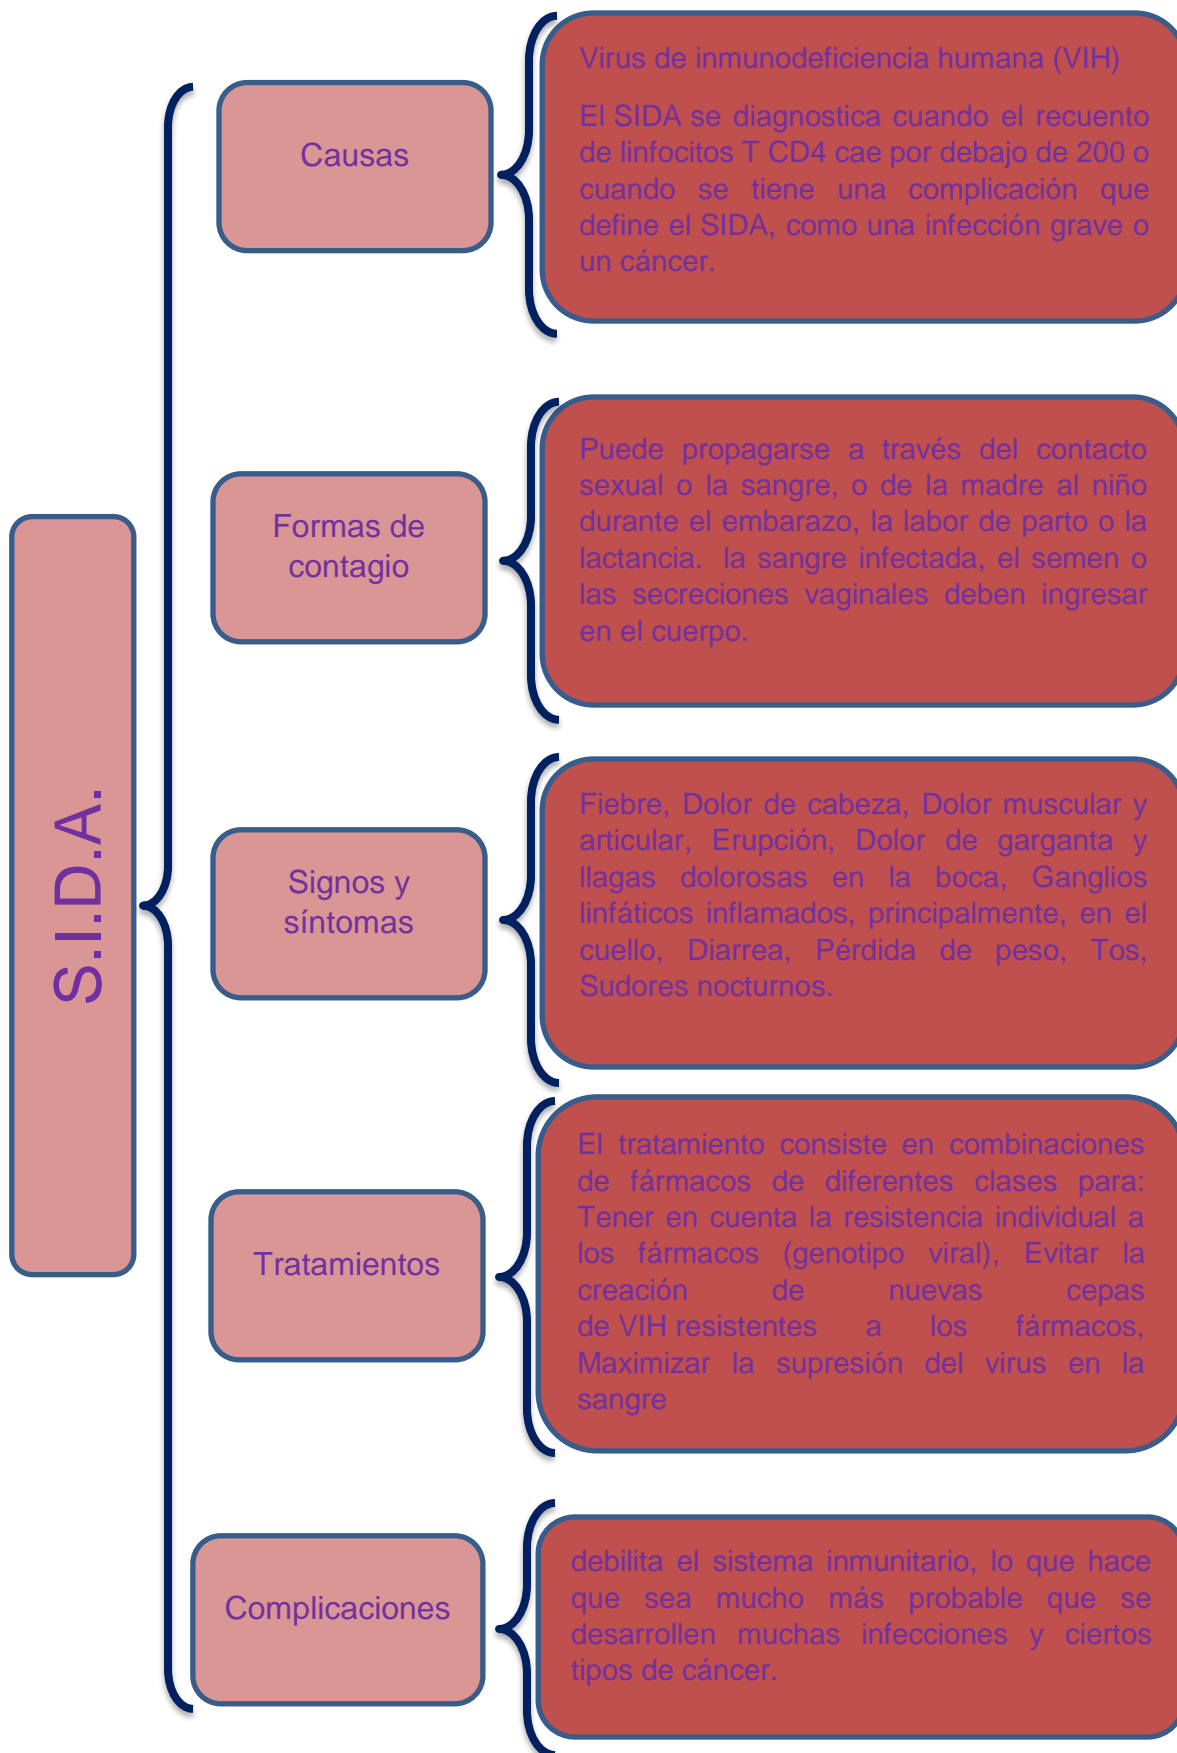 S.I.D.A.
Causas
Virus de inmunodeficiencia humana (VIH)
El SIDA se diagnostica cuando el recuento
de linfocitos T CD4 cae por debajo de 200 o
cuando se tiene una complicación que
define el SIDA, como una infección grave o
un cáncer.
Formas de
contagio
Puede propagarse a través del contacto
sexual o la sangre, o de la madre al niño
durante el embarazo, la labor de parto o la
lactancia. la sangre infectada, el semen o
las secreciones vaginales deben ingresar
en el cuerpo.
Signos y
síntomas
Fiebre, Dolor de cabeza, Dolor muscular y
articular, Erupción, Dolor de garganta y
llagas dolorosas en la boca, Ganglios
linfáticos inflamados, principalmente, en el
cuello, Diarrea, Pérdida de peso, Tos,
Sudores nocturnos.
Tratamientos
El tratamiento consiste en combinaciones
de fármacos de diferentes clases para:
Tener en cuenta la resistencia individual a
los fármacos (genotipo viral), Evitar la
creación de nuevas cepas
de VIH resistentes a los fármacos,
Maximizar la supresión del virus en la
sangre
Complicaciones
debilita el sistema inmunitario, lo que hace
que sea mucho más probable que se
desarrollen muchas infecciones y ciertos
tipos de cáncer.